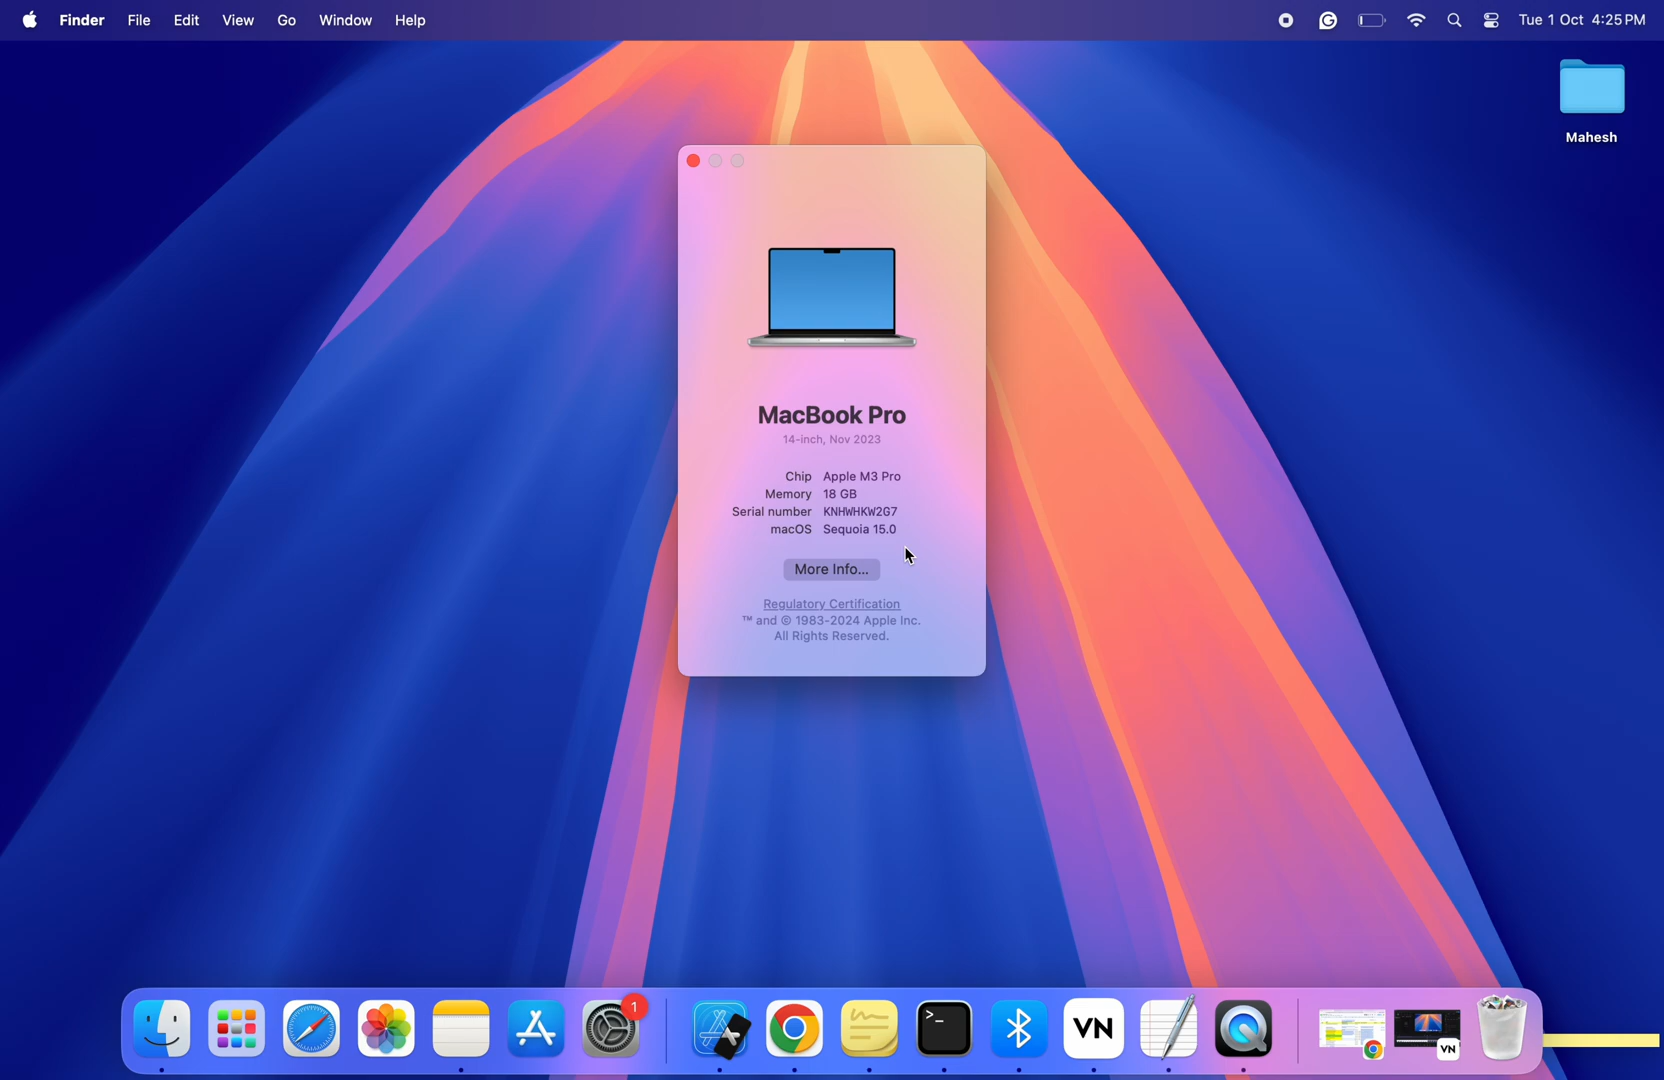 Finder File Edit View Go Window Help Tue 1 Oct 4:25 PM
Mahesh
MacBook Pro
14-inch, Nov 2023
Chip Apple M3 Pro
Memory 18 GB
Serial number KNHWHKW2G7
macOS Sequoia 15.0
More Info...
Regulatory Certification
™ and © 1983-2024 Apple Inc.
All Rights Reserved.
1
>_
VN
VN